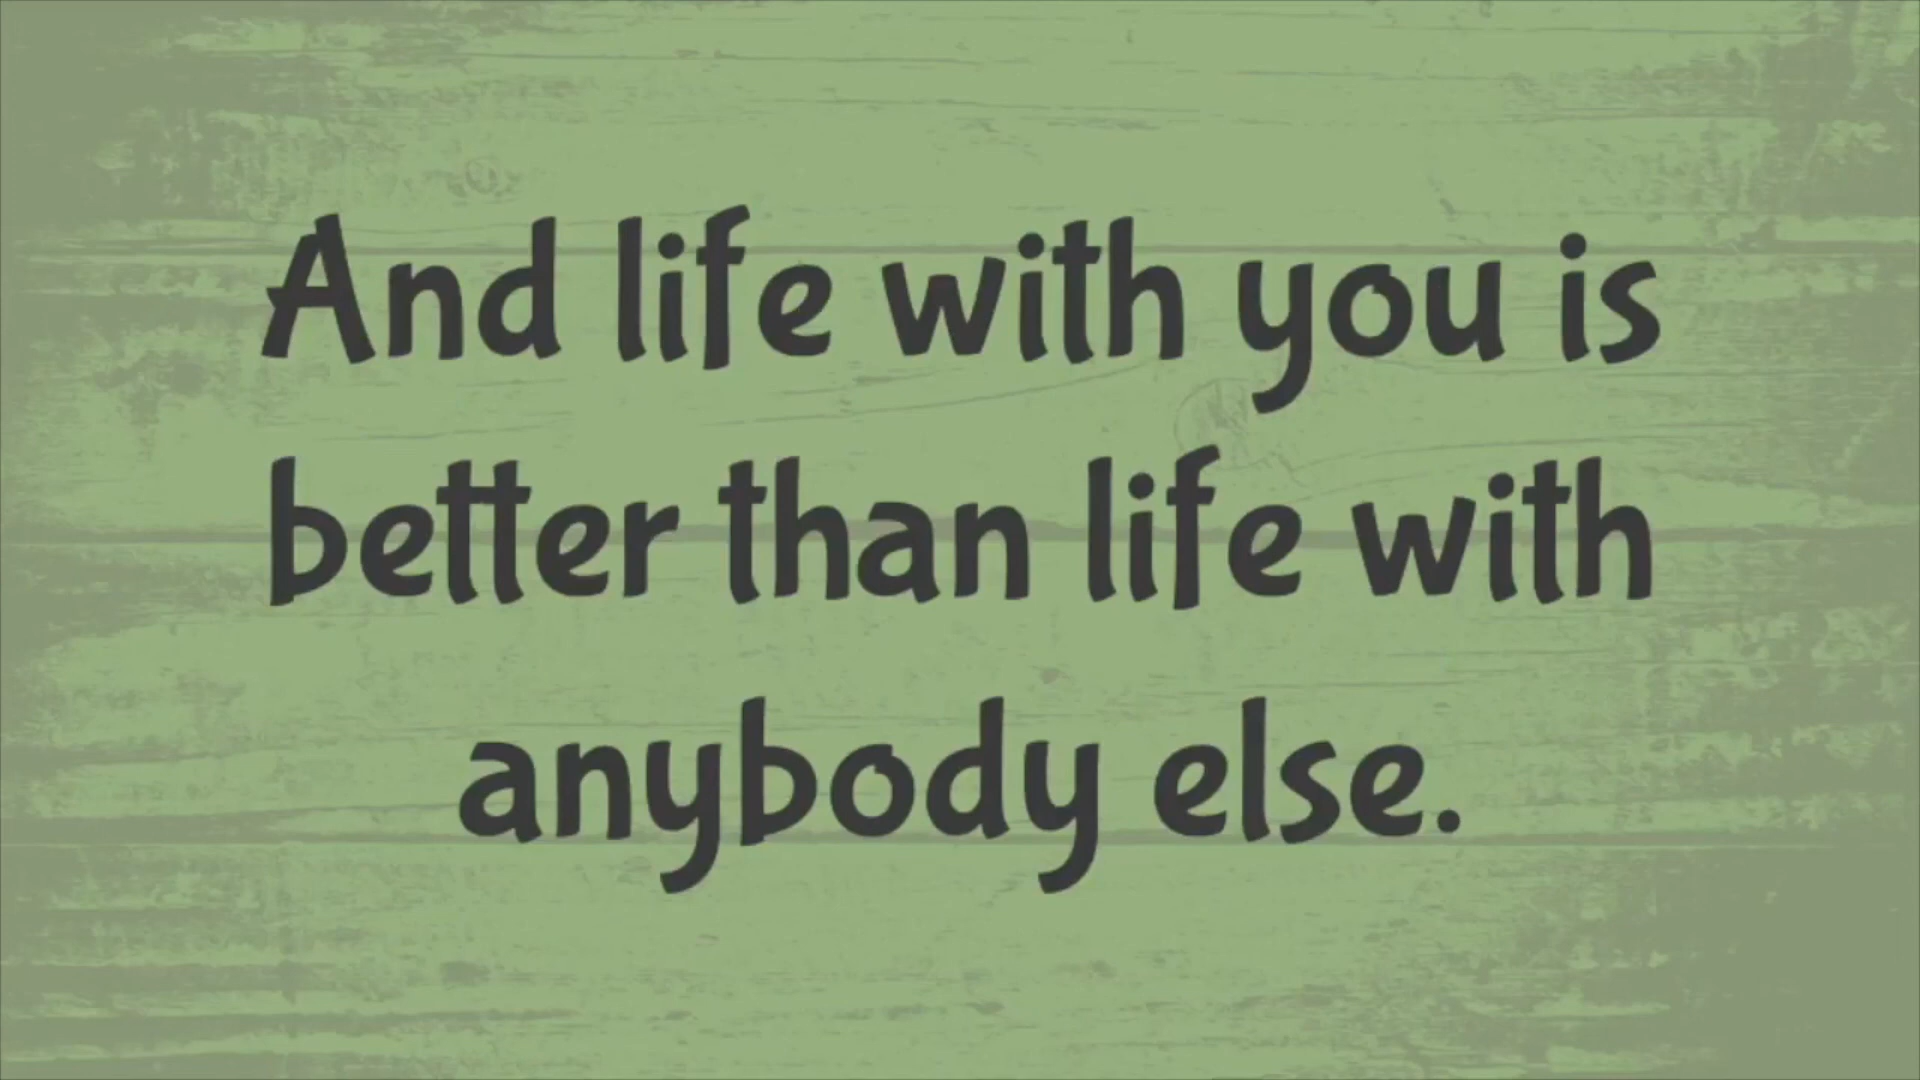 And life with you is
better than life with
anybody else.